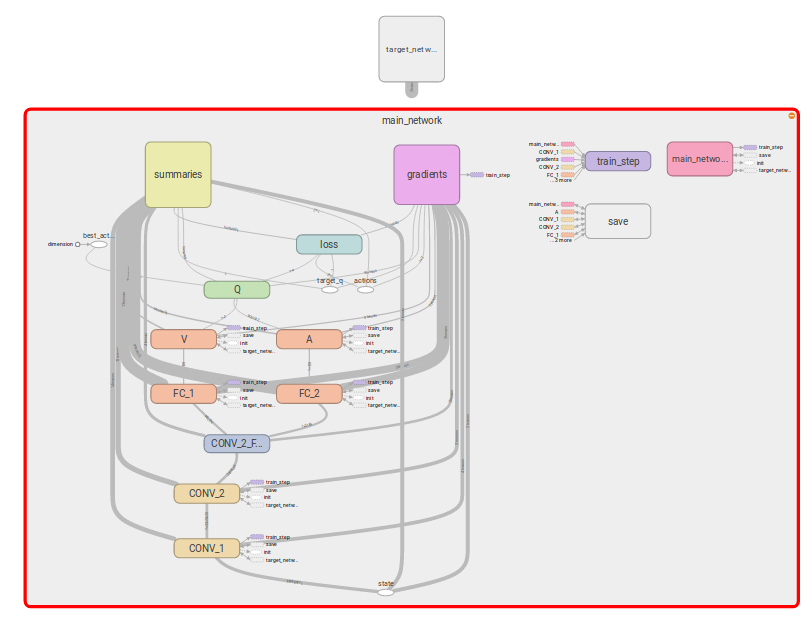 target_netw...
main_network
summaries
gradients
train_step
main_netw..
CONV_1
gradients
CONV_2
FC_1
...3 more
train_step
main_netwo...
train_step
save
init
target_netw..
main_netw..
A
CONV_1
CONV_2
FC_1
...2 more
save
best_act...
dimension
loss
target_q
actions
Q
V
train_step
save
init
target_netw..
A
train_step
save
init
target_netw..
FC_1
train_step
save
init
target_netw..
FC_2
train_step
save
init
target_netw..
CONV_2_F...
CONV_2
train_step
save
init
target_netw..
CONV_1
train_step
save
init
target_netw..
state